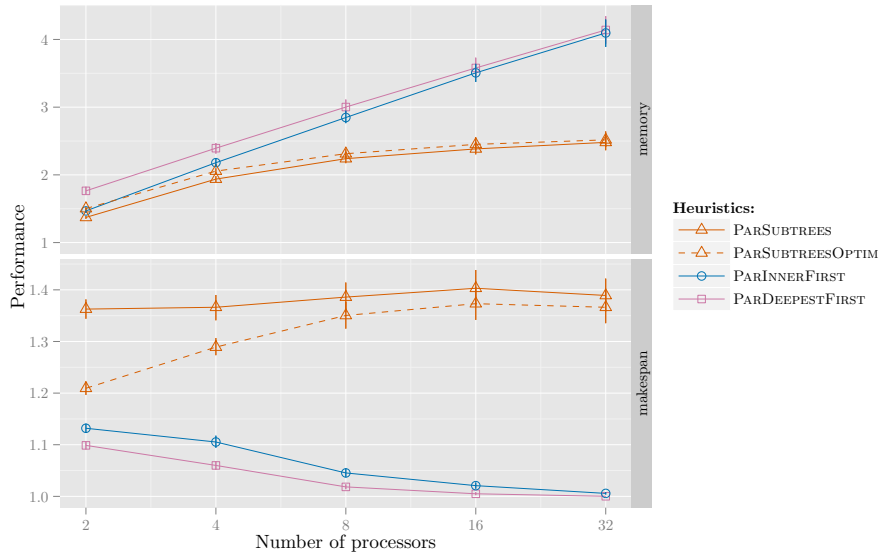 Performance
4
3
2
1
memory
1.4
1.3
1.2
1.1
1.0
makespan
2 4 8 16 32
Number of processors
Heuristics:
PARSUBTREES
PARSUBTREESOPTIM
PARINNERFIRST
PARDEEPESTFIRST